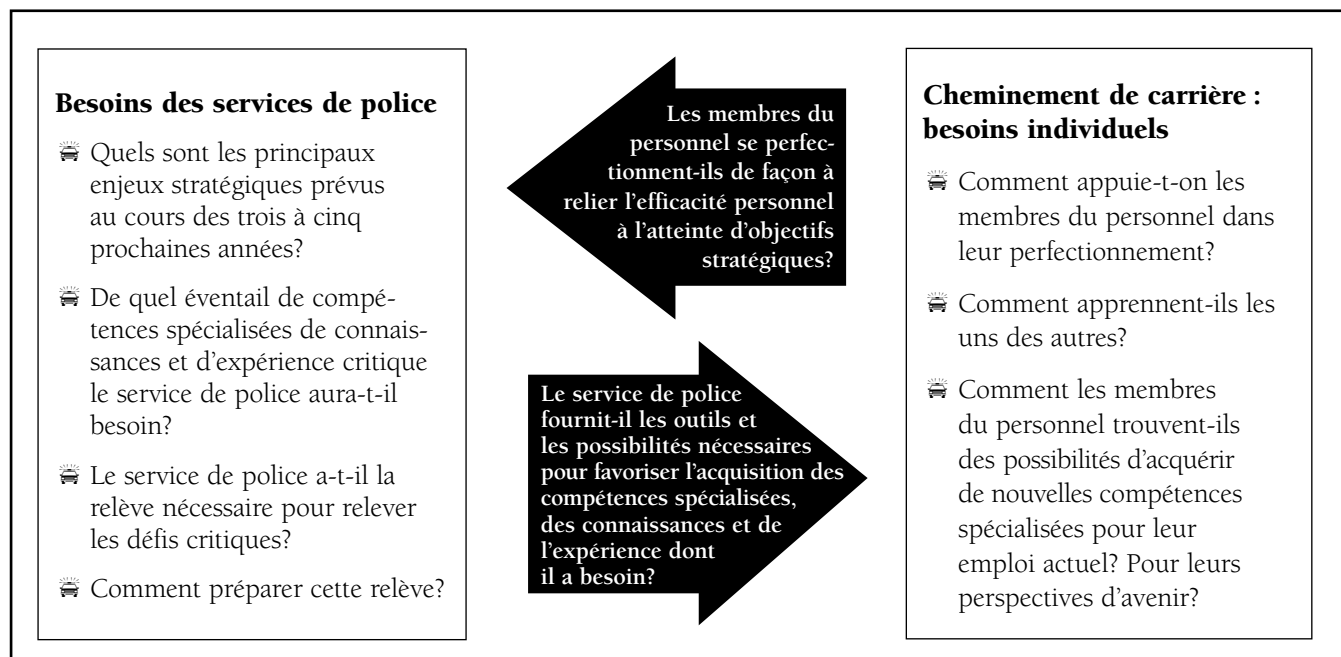 Besoins des services de police
Quels sont les principaux
enjeux stratégiques prévus
au cours des trois à cinq
prochaines années?
De quel éventail de compé-
tences spécialisées de connais-
sances et d'expérience critique
le service de police aura-t-il
besoin?
Le service de police a-t-il la
relève nécessaire pour relever
les défis critiques?
Comment préparer cette relève?
Les membres du
personnel se perfec-
tionnent-ils de façon à
relier l'efficacité personnel
à l'atteinte d'objectifs
stratégiques?
Le service de police
fournit-il les outils et
les possibilités nécessaires
pour favoriser l'acquisition des
compétences spécialisées,
des connaissances et de
l'expérience dont
il a besoin?
Cheminement de carrière :
besoins individuels
Comment appuie-t-on les
membres du personnel dans
leur perfectionnement?
Comment apprennent-ils les
uns des autres?
Comment les membres
du personnel trouvent-ils
des possibilités d'acquérir
de nouvelles compétences
spécialisées pour leur
emploi actuel? Pour leurs
perspectives d'avenir?